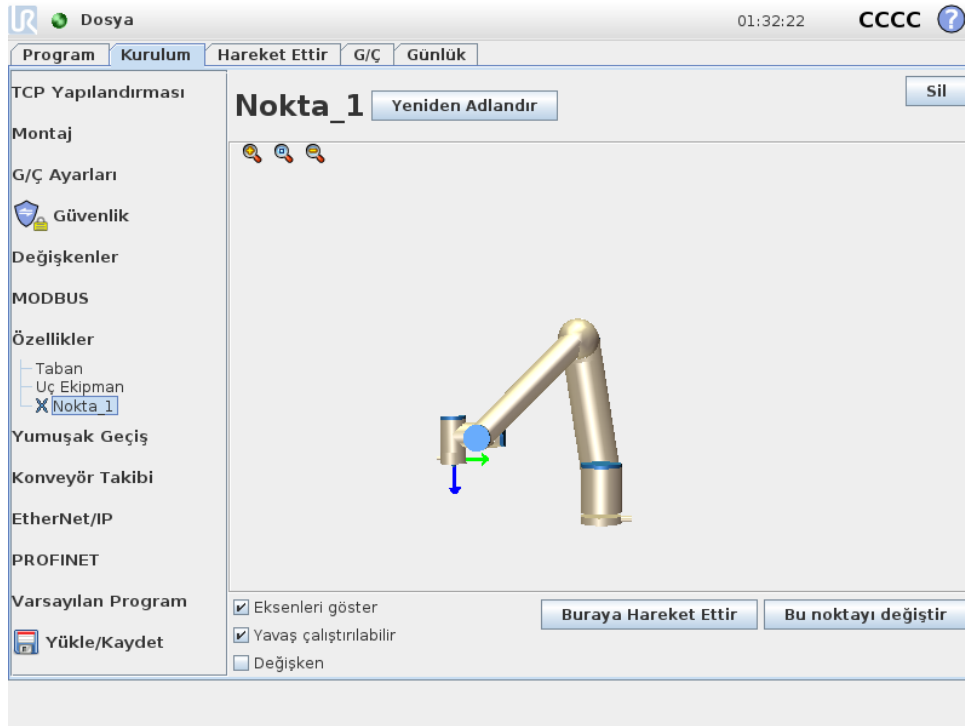 UR Dosya 01:32:22 CCCC ?
Program Kurulum Hareket Ettir G/Ç Günlük
TCP Yapılandırması
Montaj
G/Ç Ayarları
Güvenlik
Değişkenler
MODBUS
Özellikler
Taban
Uç Ekipman
Nokta_1
Yumuşak Geçiş
Konveyör Takibi
EtherNet/IP
PROFINET
Varsayılan Program
Yükle/Kaydet
Nokta_1 Yeniden Adlandır Sil
Eksenleri göster
Yavaş çalıştırılabilir
Değişken
Buraya Hareket Ettir Bu noktayı değiştir